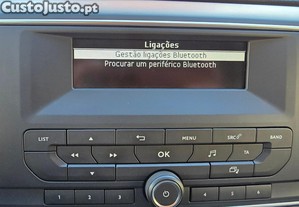 CustoJusto.pt
Ligações
Gestão ligações Bluetooth
Procurar um periférico Bluetooth
LIST
MENU
SRC
BAND
OK
TA
1
2
3
4
5
6